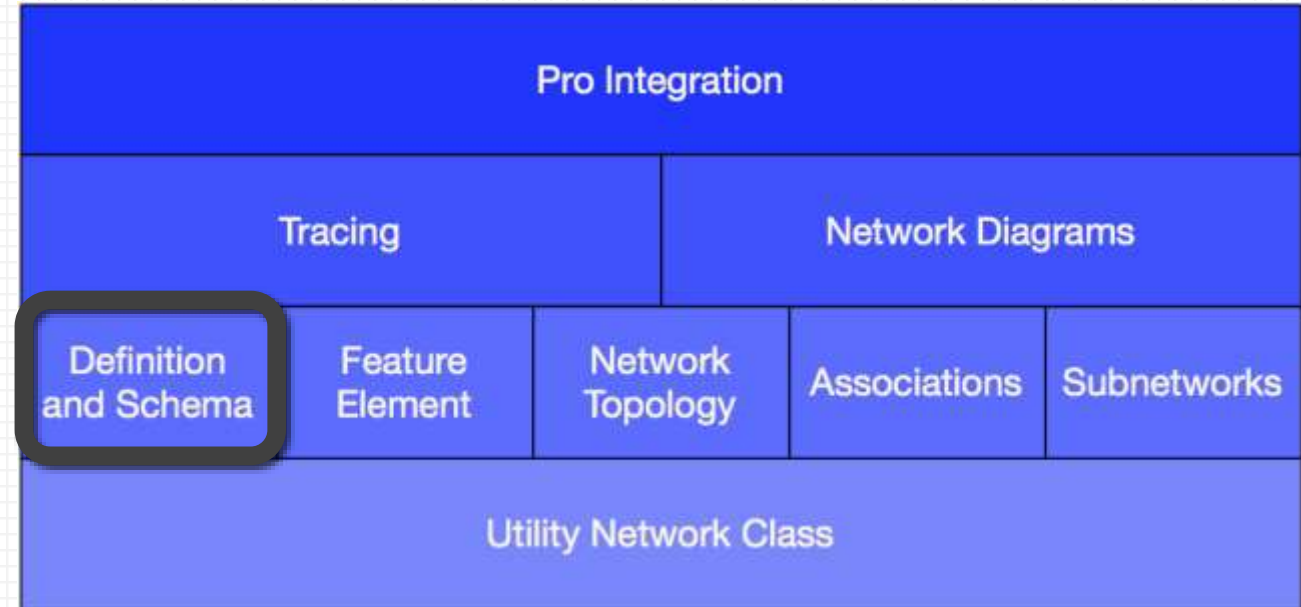 Pro Integration
Tracing
Network Diagrams
Definition
and Schema
Feature
Element
Network
Topology
Associations
Subnetworks
Utility Network Class